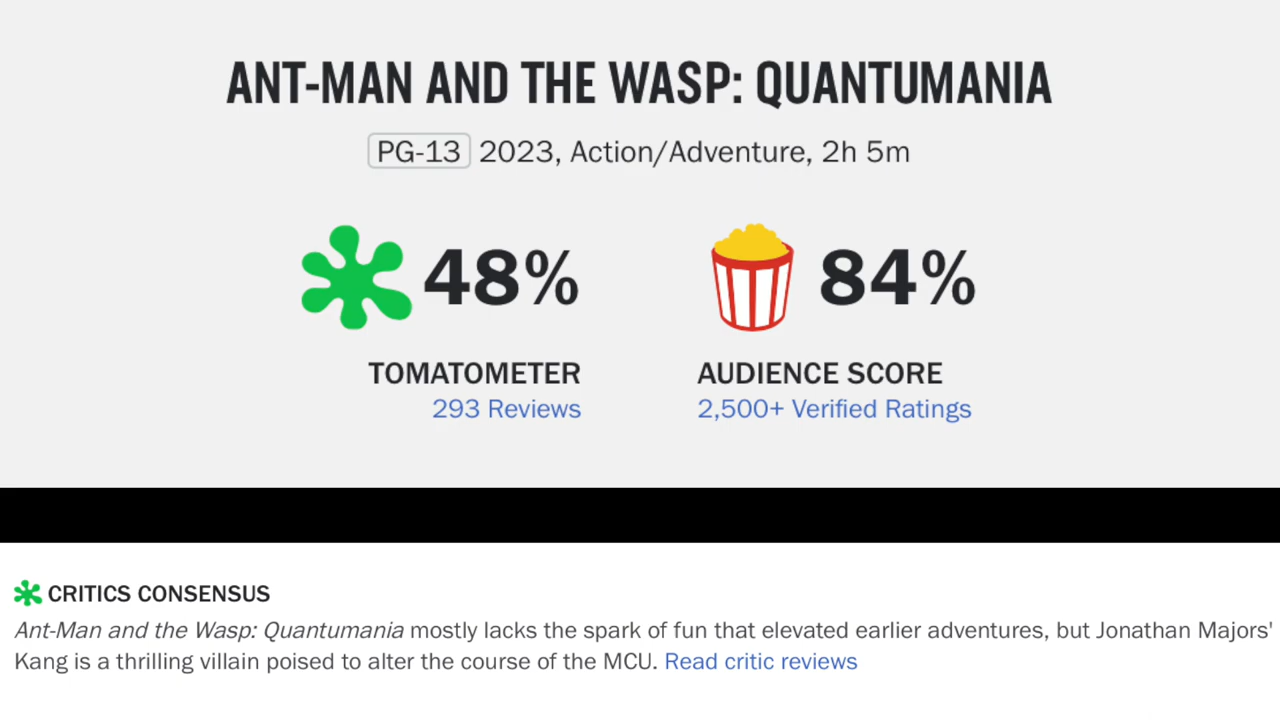 ANT-MAN AND THE WASP: QUANTUMANIA
PG-13 2023, Action/Adventure, 2h 5m
48% 84%
TOMATOMETER AUDIENCE SCORE
293 Reviews 2,500+ Verified Ratings
CRITICS CONSENSUS
Ant-Man and the Wasp: Quantumania mostly lacks the spark of fun that elevated earlier adventures, but Jonathan Majors'
Kang is a thrilling villain poised to alter the course of the MCU. Read critic reviews